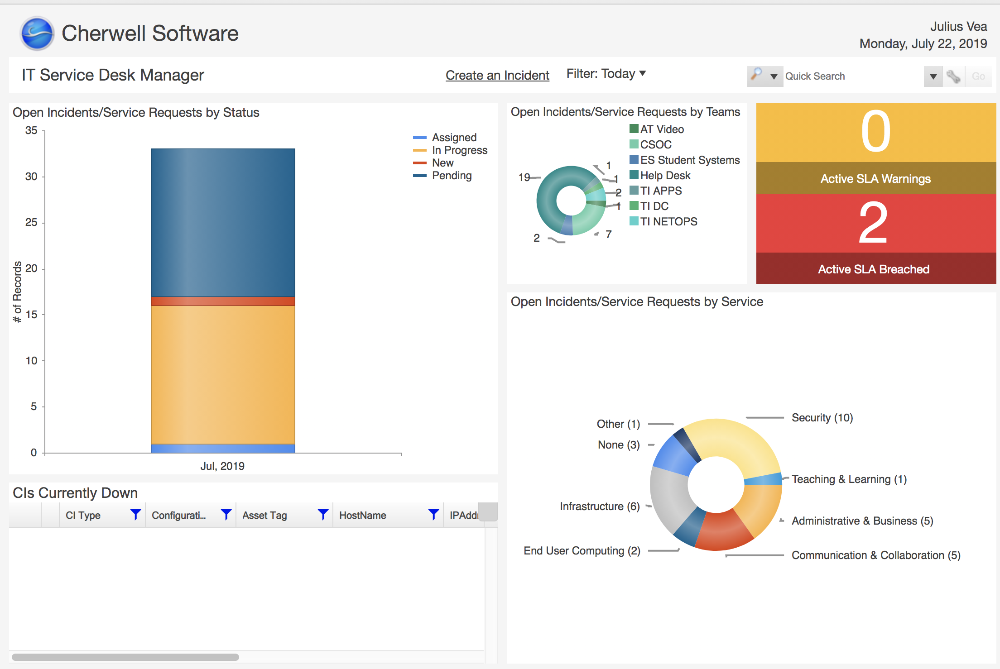 Cherwell Software
Julius Vea
Monday, July 22, 2019
IT Service Desk Manager
Create an Incident
Filter: Today
Quick Search
Go
Open Incidents/Service Requests by Status
35
30
25
20
15
10
5
0
# of Records
Jul, 2019
Assigned
In Progress
New
Pending
Open Incidents/Service Requests by Teams
AT Video
CSOC
ES Student Systems
Help Desk
TI APPS
TI DC
TI NETOPS
19
1
1
2
1
7
2
0
Active SLA Warnings
2
Active SLA Breached
Open Incidents/Service Requests by Service
Security (10)
Other (1)
None (3)
Teaching & Learning (1)
Infrastructure (6)
Administrative & Business (5)
End User Computing (2)
Communication & Collaboration (5)
CIs Currently Down
CI Type
Configurati...
Asset Tag
HostName
IPAdd